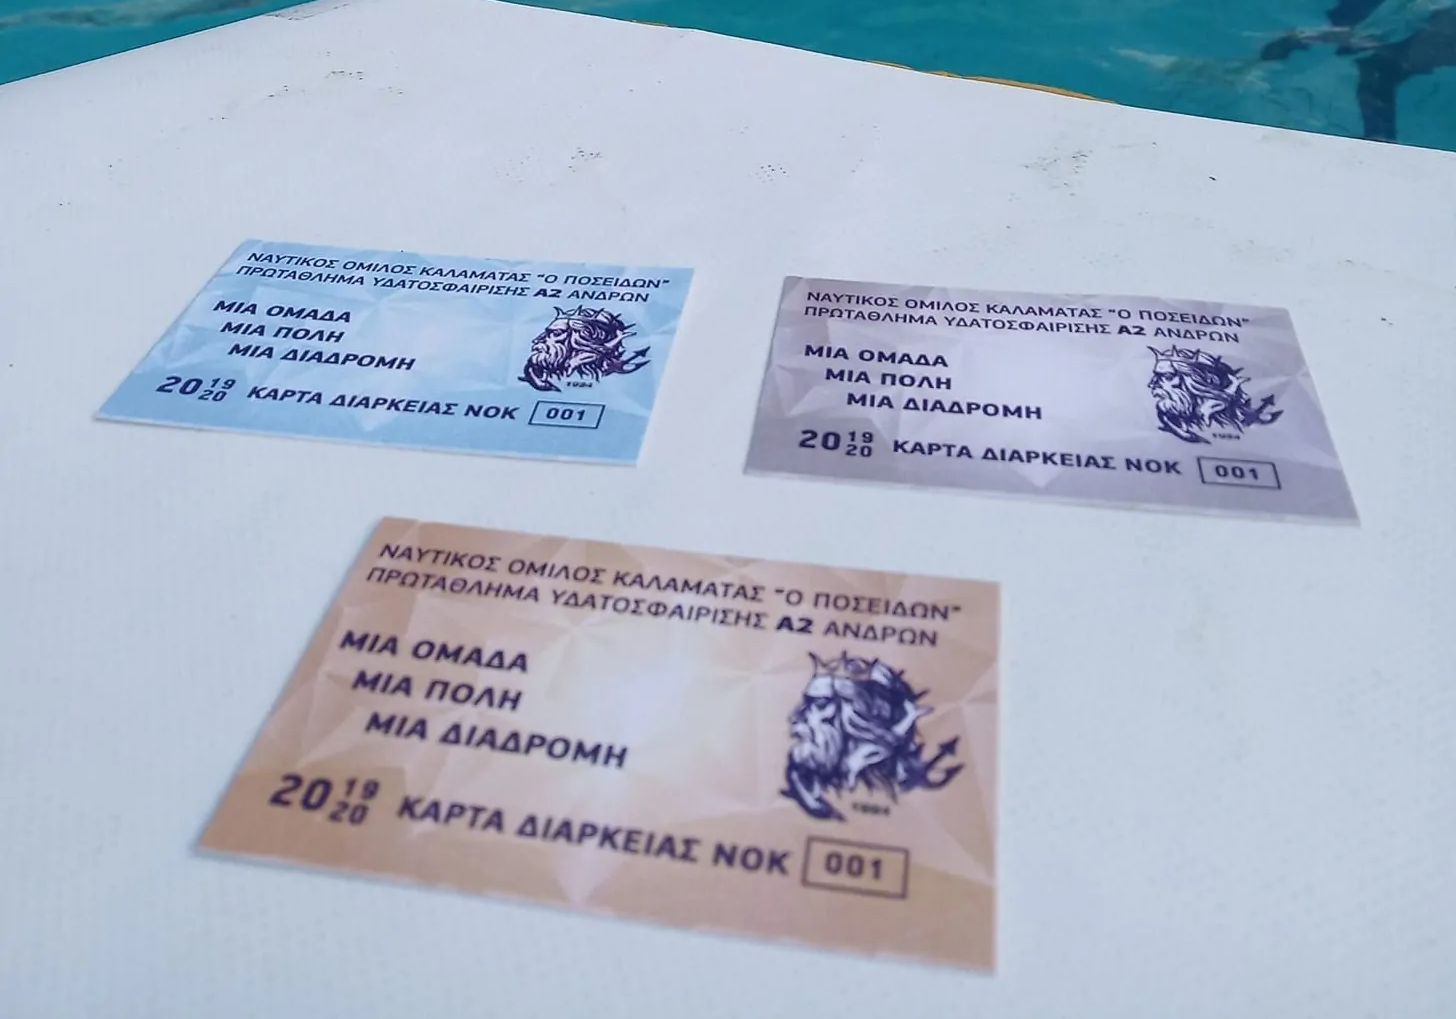 ΝΑΥΤΙΚΟΣ ΟΜΙΛΟΣ ΚΑΛΑΜΑΤΑΣ "Ο ΠΟΣΕΙΔΩΝ"
ΠΡΩΤΑΘΛΗΜΑ ΥΔΑΤΟΣΦΑΙΡΙΣΗΣ Α2 ΑΝΔΡΩΝ
ΜΙΑ ΟΜΑΔΑ
ΜΙΑ ΠΟΛΗ
ΜΙΑ ΔΙΑΔΡΟΜΗ
1934
20 19 20 ΚΑΡΤΑ ΔΙΑΡΚΕΙΑΣ ΝΟΚ 001
ΝΑΥΤΙΚΟΣ ΟΜΙΛΟΣ ΚΑΛΑΜΑΤΑΣ "Ο ΠΟΣΕΙΔΩΝ"
ΠΡΩΤΑΘΛΗΜΑ ΥΔΑΤΟΣΦΑΙΡΙΣΗΣ Α2 ΑΝΔΡΩΝ
ΜΙΑ ΟΜΑΔΑ
ΜΙΑ ΠΟΛΗ
ΜΙΑ ΔΙΑΔΡΟΜΗ
1934
20 19 20 ΚΑΡΤΑ ΔΙΑΡΚΕΙΑΣ ΝΟΚ 001
ΝΑΥΤΙΚΟΣ ΟΜΙΛΟΣ ΚΑΛΑΜΑΤΑΣ "Ο ΠΟΣΕΙΔΩΝ"
ΠΡΩΤΑΘΛΗΜΑ ΥΔΑΤΟΣΦΑΙΡΙΣΗΣ Α2 ΑΝΔΡΩΝ
ΜΙΑ ΟΜΑΔΑ
ΜΙΑ ΠΟΛΗ
ΜΙΑ ΔΙΑΔΡΟΜΗ
20 19 20 ΚΑΡΤΑ ΔΙΑΡΚΕΙΑΣ ΝΟΚ 001